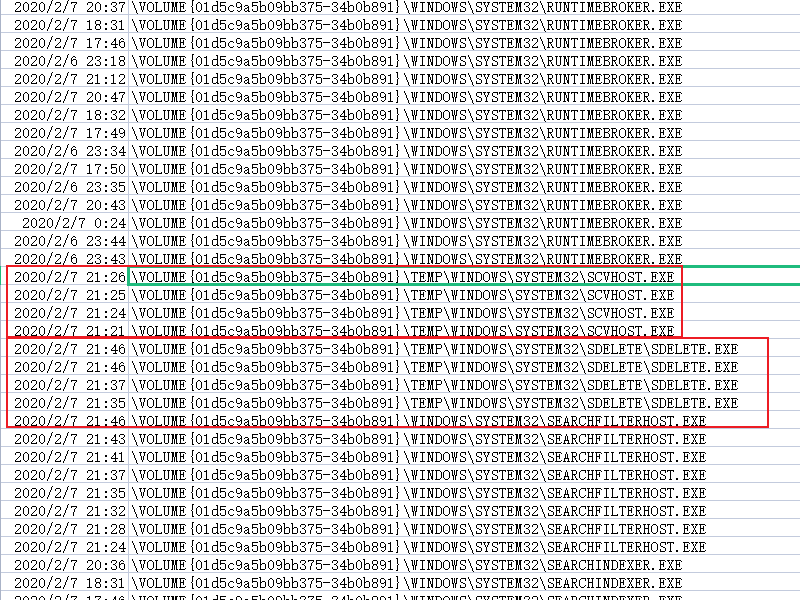 2020/2/7 20:37 \VOLUME{01d5c9a5b09bb375-34b0b891}\WINDOWS\SYSTEM32\RUNTIMEBROKER.EXE
2020/2/7 18:31 \VOLUME{01d5c9a5b09bb375-34b0b891}\WINDOWS\SYSTEM32\RUNTIMEBROKER.EXE
2020/2/7 17:46 \VOLUME{01d5c9a5b09bb375-34b0b891}\WINDOWS\SYSTEM32\RUNTIMEBROKER.EXE
2020/2/6 23:18 \VOLUME{01d5c9a5b09bb375-34b0b891}\WINDOWS\SYSTEM32\RUNTIMEBROKER.EXE
2020/2/7 21:12 \VOLUME{01d5c9a5b09bb375-34b0b891}\WINDOWS\SYSTEM32\RUNTIMEBROKER.EXE
2020/2/7 20:47 \VOLUME{01d5c9a5b09bb375-34b0b891}\WINDOWS\SYSTEM32\RUNTIMEBROKER.EXE
2020/2/7 18:32 \VOLUME{01d5c9a5b09bb375-34b0b891}\WINDOWS\SYSTEM32\RUNTIMEBROKER.EXE
2020/2/7 17:49 \VOLUME{01d5c9a5b09bb375-34b0b891}\WINDOWS\SYSTEM32\RUNTIMEBROKER.EXE
2020/2/6 23:34 \VOLUME{01d5c9a5b09bb375-34b0b891}\WINDOWS\SYSTEM32\RUNTIMEBROKER.EXE
2020/2/7 17:50 \VOLUME{01d5c9a5b09bb375-34b0b891}\WINDOWS\SYSTEM32\RUNTIMEBROKER.EXE
2020/2/6 23:35 \VOLUME{01d5c9a5b09bb375-34b0b891}\WINDOWS\SYSTEM32\RUNTIMEBROKER.EXE
2020/2/7 20:43 \VOLUME{01d5c9a5b09bb375-34b0b891}\WINDOWS\SYSTEM32\RUNTIMEBROKER.EXE
2020/2/7 0:24 \VOLUME{01d5c9a5b09bb375-34b0b891}\WINDOWS\SYSTEM32\RUNTIMEBROKER.EXE
2020/2/6 23:44 \VOLUME{01d5c9a5b09bb375-34b0b891}\WINDOWS\SYSTEM32\RUNTIMEBROKER.EXE
2020/2/6 23:43 \VOLUME{01d5c9a5b09bb375-34b0b891}\WINDOWS\SYSTEM32\RUNTIMEBROKER.EXE
2020/2/7 21:26 \VOLUME{01d5c9a5b09bb375-34b0b891}\TEMP\WINDOWS\SYSTEM32\SCVHOST.EXE
2020/2/7 21:25 \VOLUME{01d5c9a5b09bb375-34b0b891}\TEMP\WINDOWS\SYSTEM32\SCVHOST.EXE
2020/2/7 21:24 \VOLUME{01d5c9a5b09bb375-34b0b891}\TEMP\WINDOWS\SYSTEM32\SCVHOST.EXE
2020/2/7 21:21 \VOLUME{01d5c9a5b09bb375-34b0b891}\TEMP\WINDOWS\SYSTEM32\SCVHOST.EXE
2020/2/7 21:46 \VOLUME{01d5c9a5b09bb375-34b0b891}\TEMP\WINDOWS\SYSTEM32\SDELETE\SDELETE.EXE
2020/2/7 21:46 \VOLUME{01d5c9a5b09bb375-34b0b891}\TEMP\WINDOWS\SYSTEM32\SDELETE\SDELETE.EXE
2020/2/7 21:37 \VOLUME{01d5c9a5b09bb375-34b0b891}\TEMP\WINDOWS\SYSTEM32\SDELETE\SDELETE.EXE
2020/2/7 21:35 \VOLUME{01d5c9a5b09bb375-34b0b891}\TEMP\WINDOWS\SYSTEM32\SDELETE\SDELETE.EXE
2020/2/7 21:46 \VOLUME{01d5c9a5b09bb375-34b0b891}\WINDOWS\SYSTEM32\SEARCHFILTERHOST.EXE
2020/2/7 21:43 \VOLUME{01d5c9a5b09bb375-34b0b891}\WINDOWS\SYSTEM32\SEARCHFILTERHOST.EXE
2020/2/7 21:41 \VOLUME{01d5c9a5b09bb375-34b0b891}\WINDOWS\SYSTEM32\SEARCHFILTERHOST.EXE
2020/2/7 21:37 \VOLUME{01d5c9a5b09bb375-34b0b891}\WINDOWS\SYSTEM32\SEARCHFILTERHOST.EXE
2020/2/7 21:35 \VOLUME{01d5c9a5b09bb375-34b0b891}\WINDOWS\SYSTEM32\SEARCHFILTERHOST.EXE
2020/2/7 21:32 \VOLUME{01d5c9a5b09bb375-34b0b891}\WINDOWS\SYSTEM32\SEARCHFILTERHOST.EXE
2020/2/7 21:28 \VOLUME{01d5c9a5b09bb375-34b0b891}\WINDOWS\SYSTEM32\SEARCHFILTERHOST.EXE
2020/2/7 21:24 \VOLUME{01d5c9a5b09bb375-34b0b891}\WINDOWS\SYSTEM32\SEARCHFILTERHOST.EXE
2020/2/7 20:36 \VOLUME{01d5c9a5b09bb375-34b0b891}\WINDOWS\SYSTEM32\SEARCHINDEXER.EXE
2020/2/7 18:31 \VOLUME{01d5c9a5b09bb375-34b0b891}\WINDOWS\SYSTEM32\SEARCHINDEXER.EXE
2020/2/7 17:46 \VOLUME{01d5c9a5b09bb375-34b0b891}\WINDOWS\SYSTEM32\SEARCHINDEXER.EXE